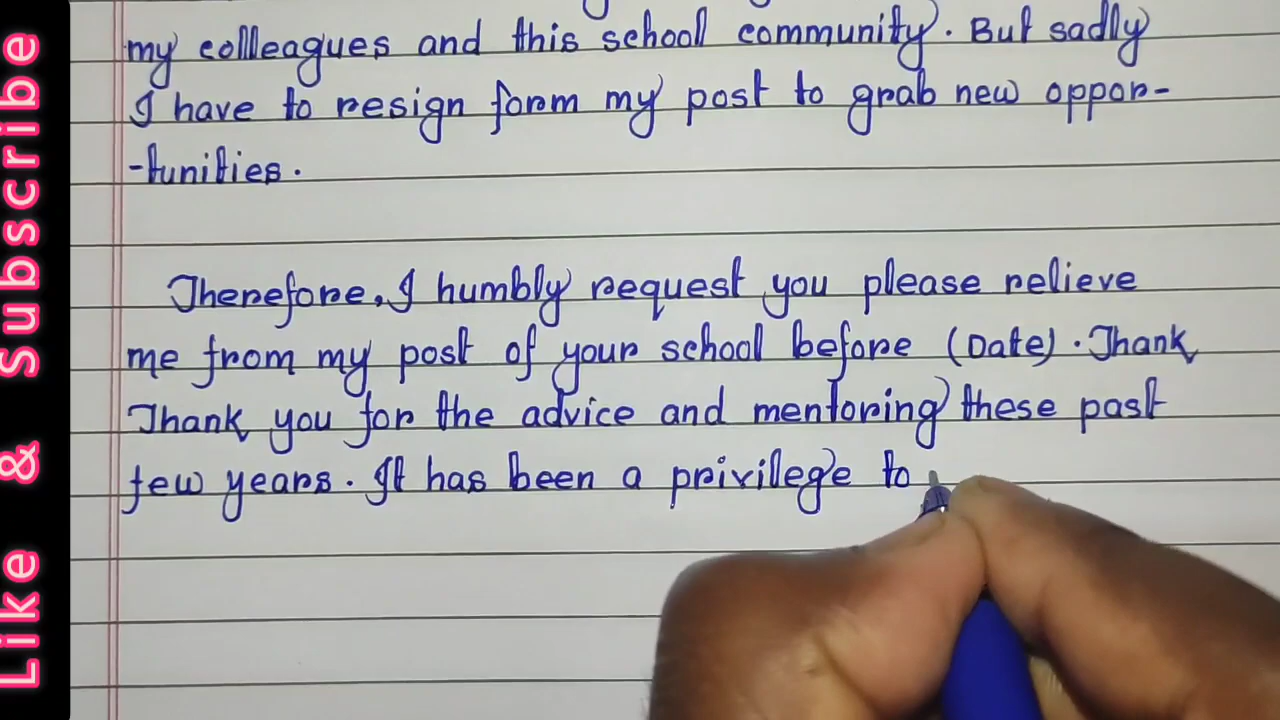 my colleagues and this school community. But sadly
I have to resign form my post to grab new oppor-
-tunities.
Therefore, I humbly request you please relieve
me from my post of your school before (Date). Thank
Thank you for the advice and mentoring these past
few years. It has been a privilege to
Like & Subscribe